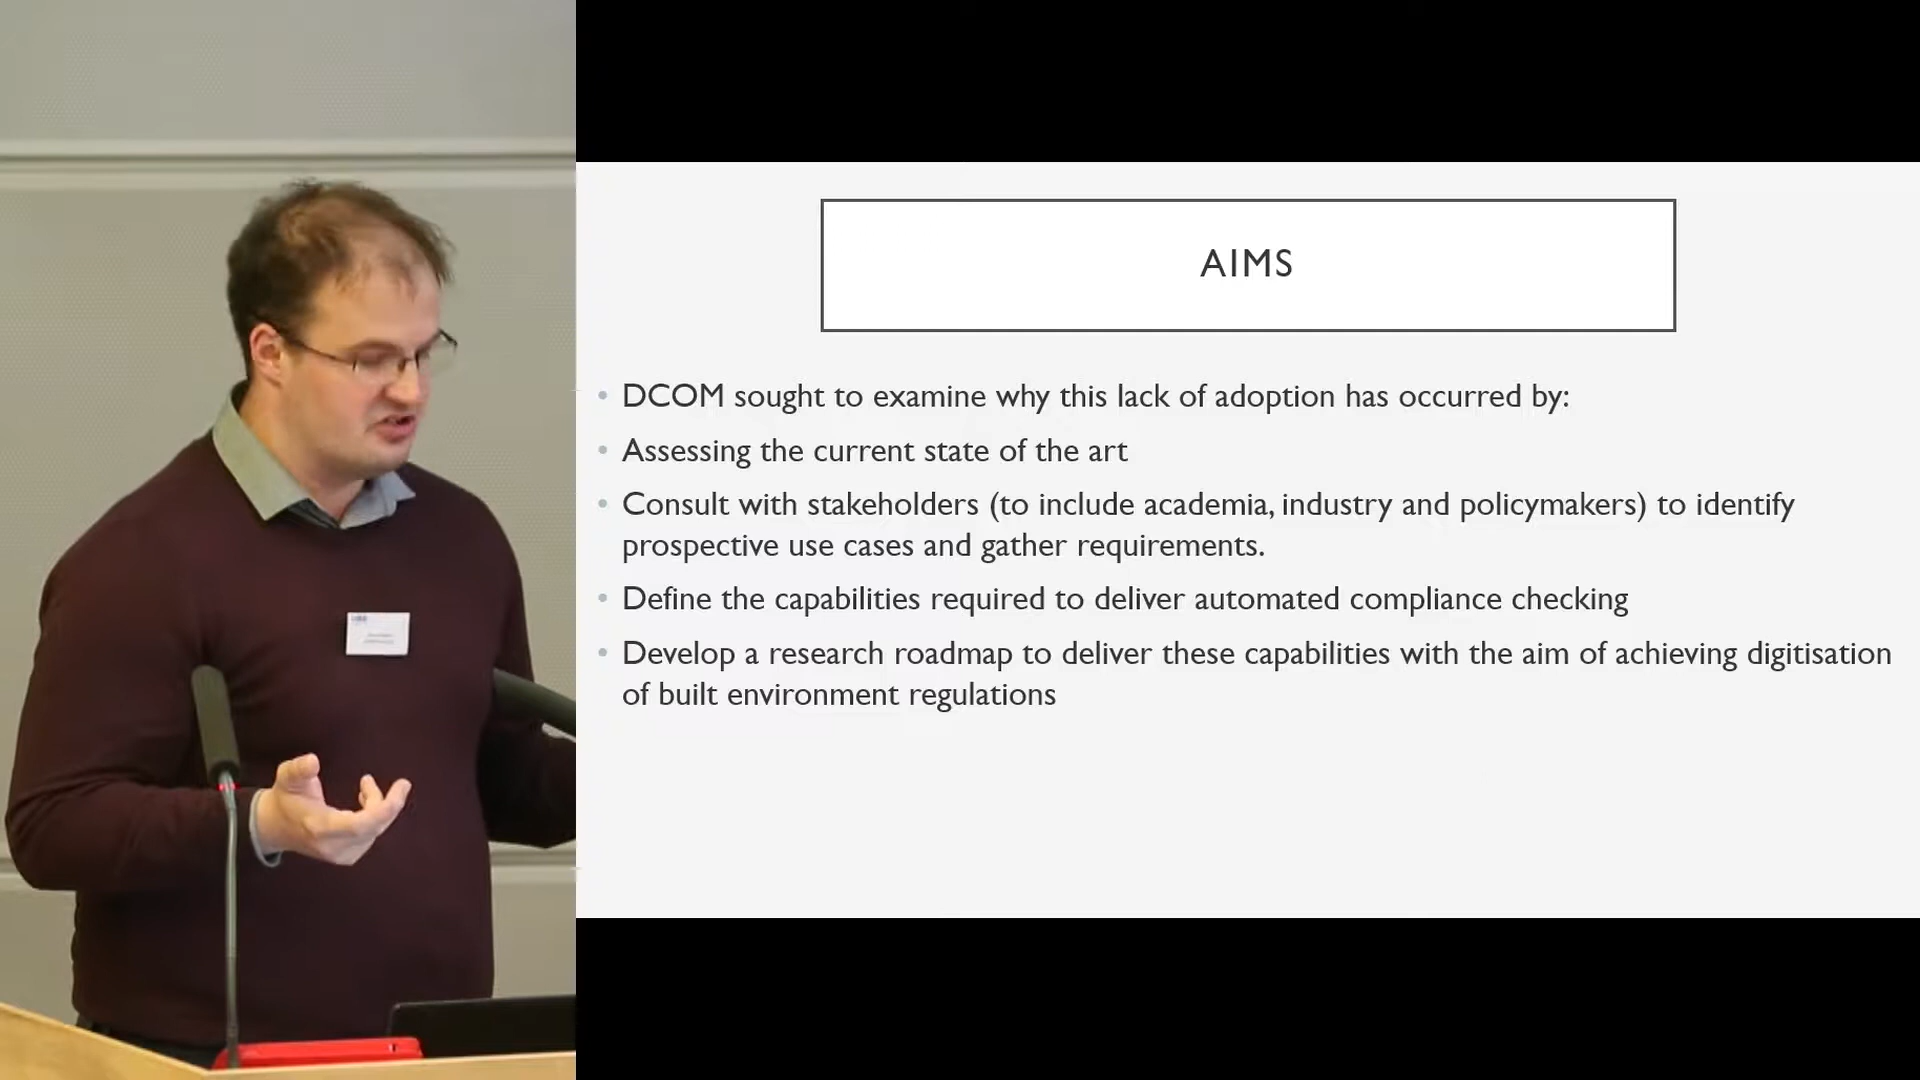 AIMS
• DCOM sought to examine why this lack of adoption has occurred by:
• Assessing the current state of the art
• Consult with stakeholders (to include academia, industry and policymakers) to identify
prospective use cases and gather requirements.
• Define the capabilities required to deliver automated compliance checking
• Develop a research roadmap to deliver these capabilities with the aim of achieving digitisation
of built environment regulations